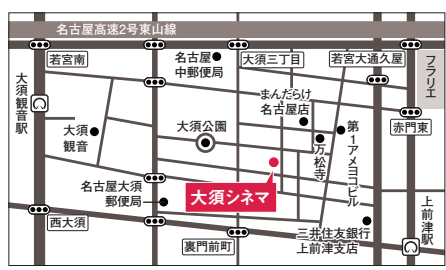 名古屋高速2号東山線
若宮南
名古屋
中郵便局
大須三丁目
若宮大通久屋
フラリエ
大須観音駅
まんだらけ
名古屋店
大須
観音
大須公園
万松寺
第1アメヨコビル
赤門東
大須シネマ
名古屋大須
郵便局
西大須
裏門前町
三井住友銀行
上前津支店
上前津駅